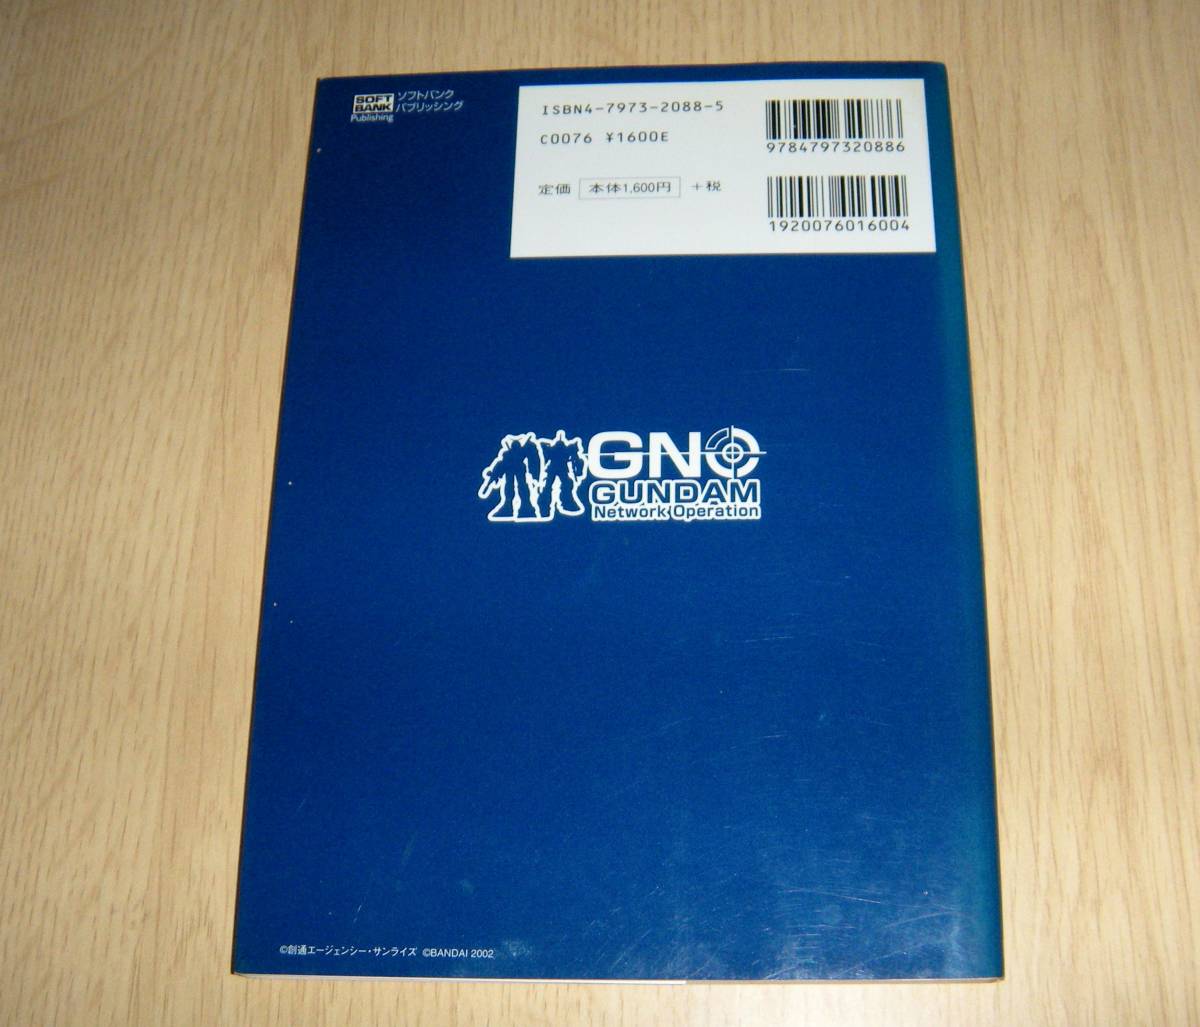 SOFT
BANK
Publishing
ソフトバンク
パブリッシング
ISBN4-7973-2088-5
C0076 ¥1600E
定価 本体1,600円 +税
9784797320886
1920076016004
GNO
GUNDAM
Network Operation
©創通エージェンシー・サンライズ ©BANDAI 2002